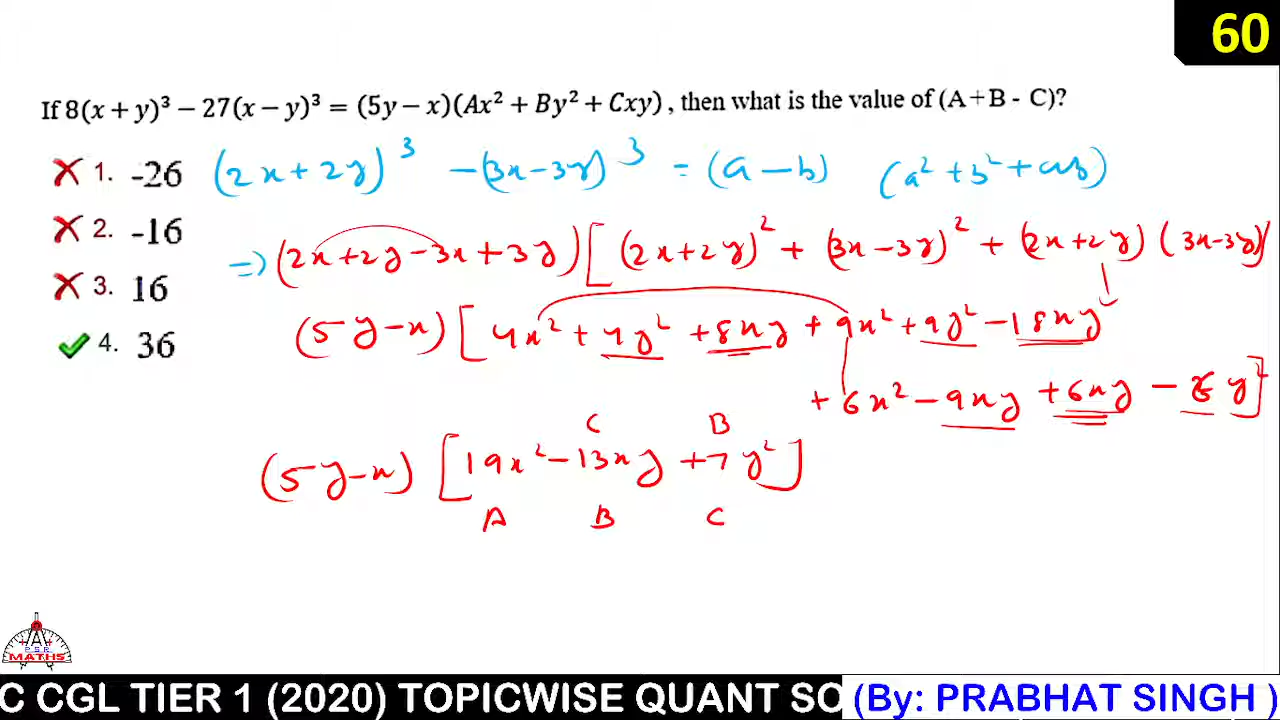 60
If 8(x + y)³ − 27(x − y)³ = (5y − x)(Ax² + By² + Cxy), then what is the value of (A+B - C)?
1. -26
(2x+2y)³ −(3x−3y)³ = (a−b) (a²+b²+ab)
2. -16
⇒ (2x+2y−3x+3y)[(2x+2y)² + (3x−3y)² + (2x+2y)(3x−3y)
3. 16
(5y−x)[4x²+4y²+8xy+9x²+9y²−18xy
4. 36
+6x²−9xy+6xy− y²]
C B
(5y−x)[19x²−13xy+7y²]
A B C
A
P S R
MATHS
C CGL TIER 1 (2020) TOPICWISE QUANT SO (By: PRABHAT SINGH )